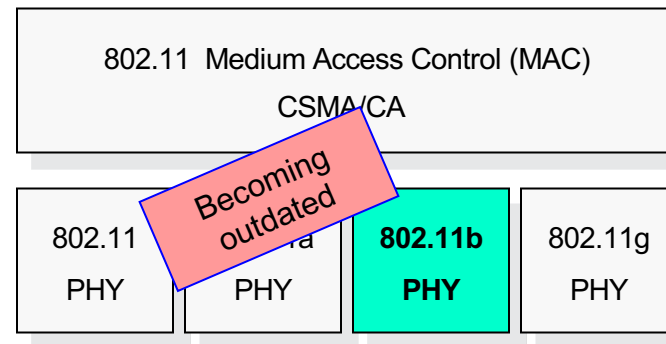 802.11 Medium Access Control (MAC)
CSMA/CA
Becoming
outdated
802.11
PHY
PHY
802.11b
PHY
802.11g
PHY